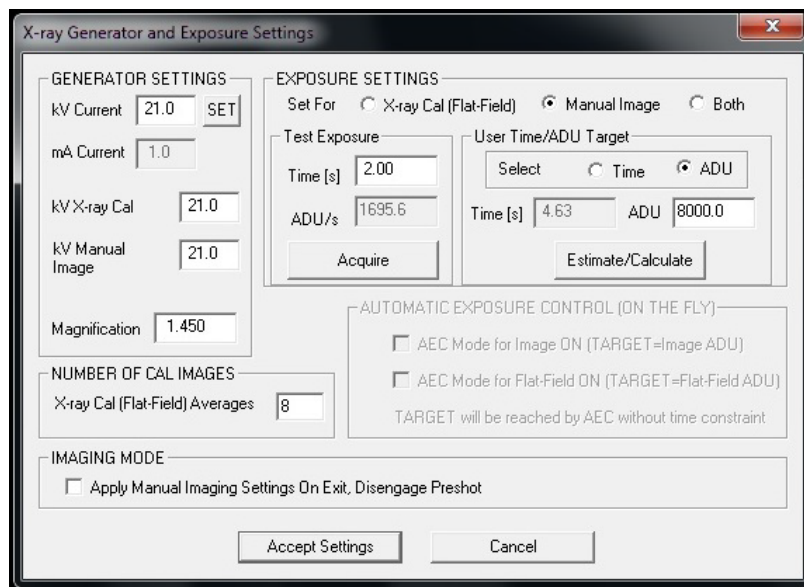 X-ray Generator and Exposure Settings
GENERATOR SETTINGS
kV Current 21.0 SET
mA Current 1.0
kV X-ray Cal 21.0
kV Manual Image 21.0
Magnification 1.450
EXPOSURE SETTINGS
Set For X-ray Cal (Flat-Field) Manual Image Both
Test Exposure
Time [s] 2.00
ADU/s 1695.6
Acquire
User Time/ADU Target
Select Time ADU
Time [s] 4.63 ADU 8000.0
Estimate/Calculate
AUTOMATIC EXPOSURE CONTROL (ON THE FLY)
AEC Mode for Image ON (TARGET=Image ADU)
AEC Mode for Flat-Field ON (TARGET=Flat-Field ADU)
TARGET will be reached by AEC without time constraint
NUMBER OF CAL IMAGES
X-ray Cal (Flat-Field) Averages 8
IMAGING MODE
Apply Manual Imaging Settings On Exit, Disengage Preshot
Accept Settings Cancel